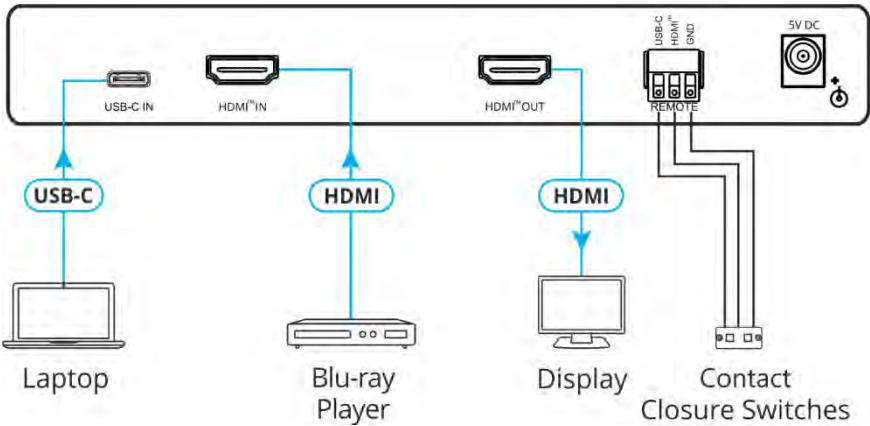 USB-C
HDMI™
GND
5V DC
USB-C IN
HDMI™IN
HDMI™OUT
REMOTE
+
USB-C
HDMI
HDMI
Laptop
Blu-ray
Player
Display
Contact
Closure Switches